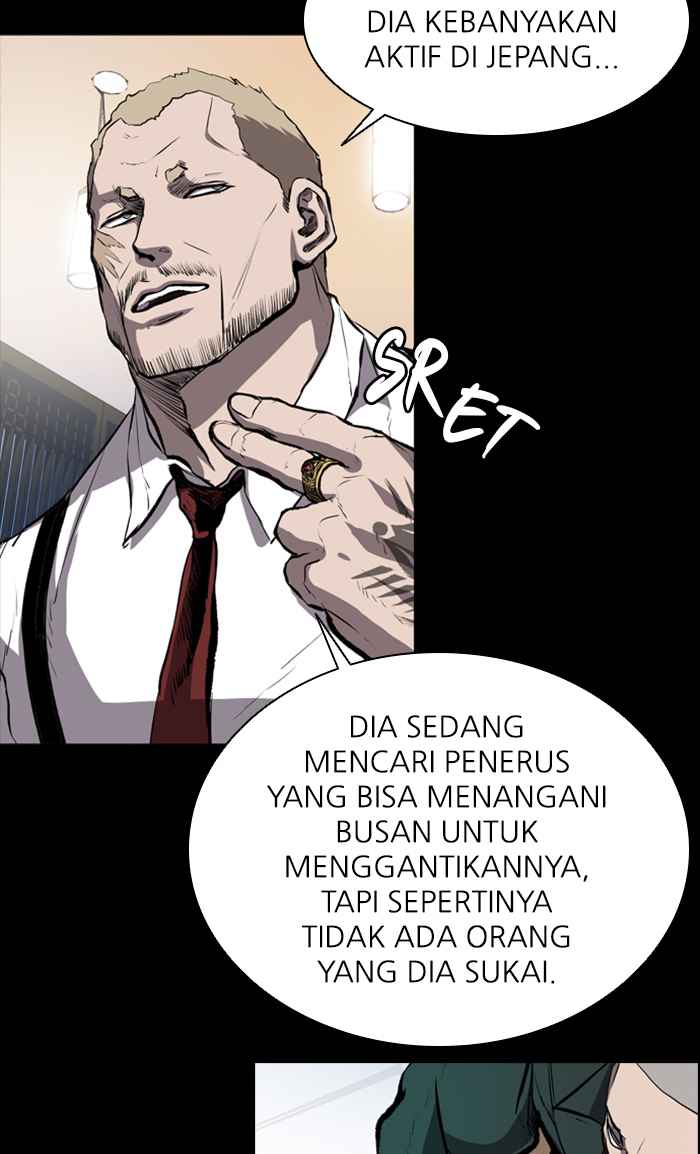 DIA KEBANYAKAN
AKTIF DI JEPANG...
SRET
DIA SEDANG
MENCARI PENERUS
YANG BISA MENANGANI
BUSAN UNTUK
MENGGANTIKANNYA,
TAPI SEPERTINYA
TIDAK ADA ORANG
YANG DIA SUKAI.